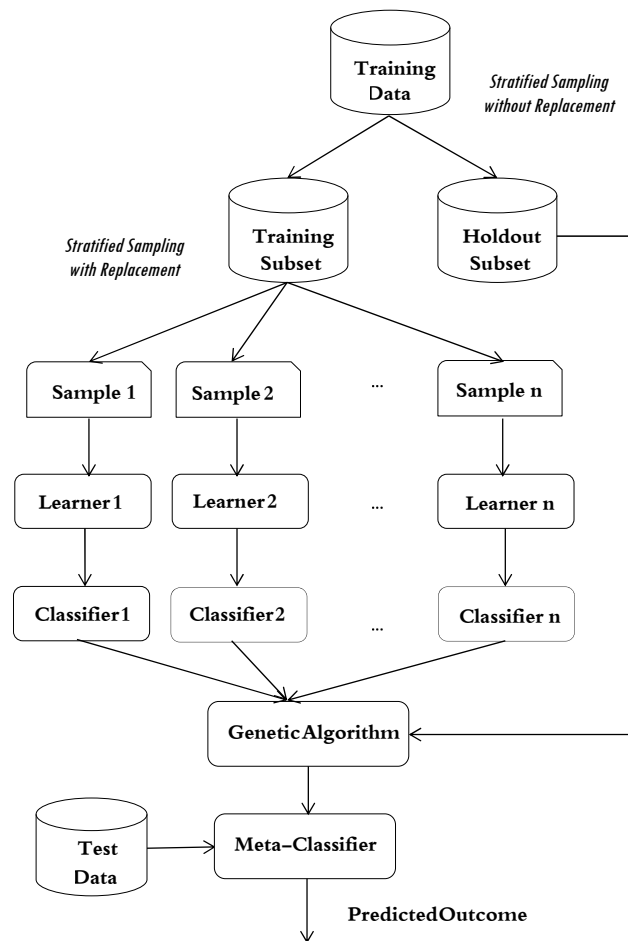 Training
Data
Stratified Sampling
without Replacement
Stratified Sampling
with Replacement
Training
Subset
Holdout
Subset
Sample 1
Sample 2
...
Sample n
Learner 1
Learner 2
...
Learner n
Classifier 1
Classifier 2
...
Classifier n
Genetic Algorithm
Meta-Classifier
Test
Data
Predicted Outcome